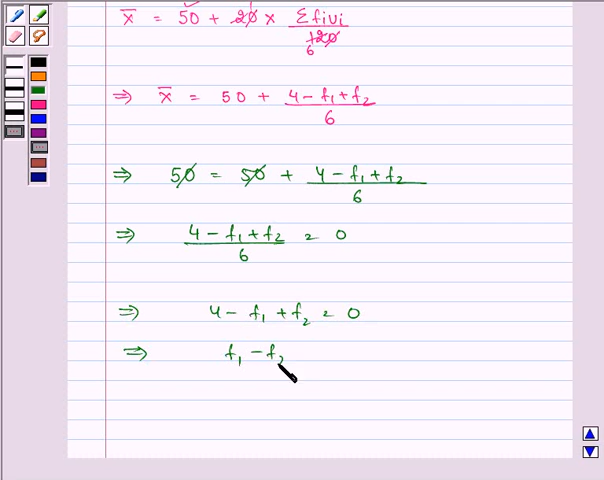 x̄ = 50 + 20 × Σfivi / 120 6
⇒ x̄ = 50 + 4 − f₁ + f₂ / 6
⇒ 50 = 50 + 4 − f₁ + f₂ / 6
⇒ 4 − f₁ + f₂ / 6 = 0
⇒ 4 − f₁ + f₂ = 0
⇒ f₁ − f₂